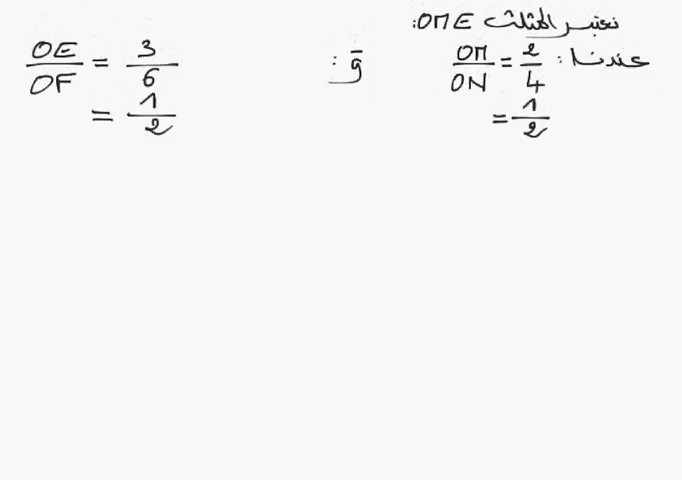 نعتبر المثلث OME:
عندنا: OM/ON = 2/4 و: OE/OF = 3/6
= 1/2 = 1/2